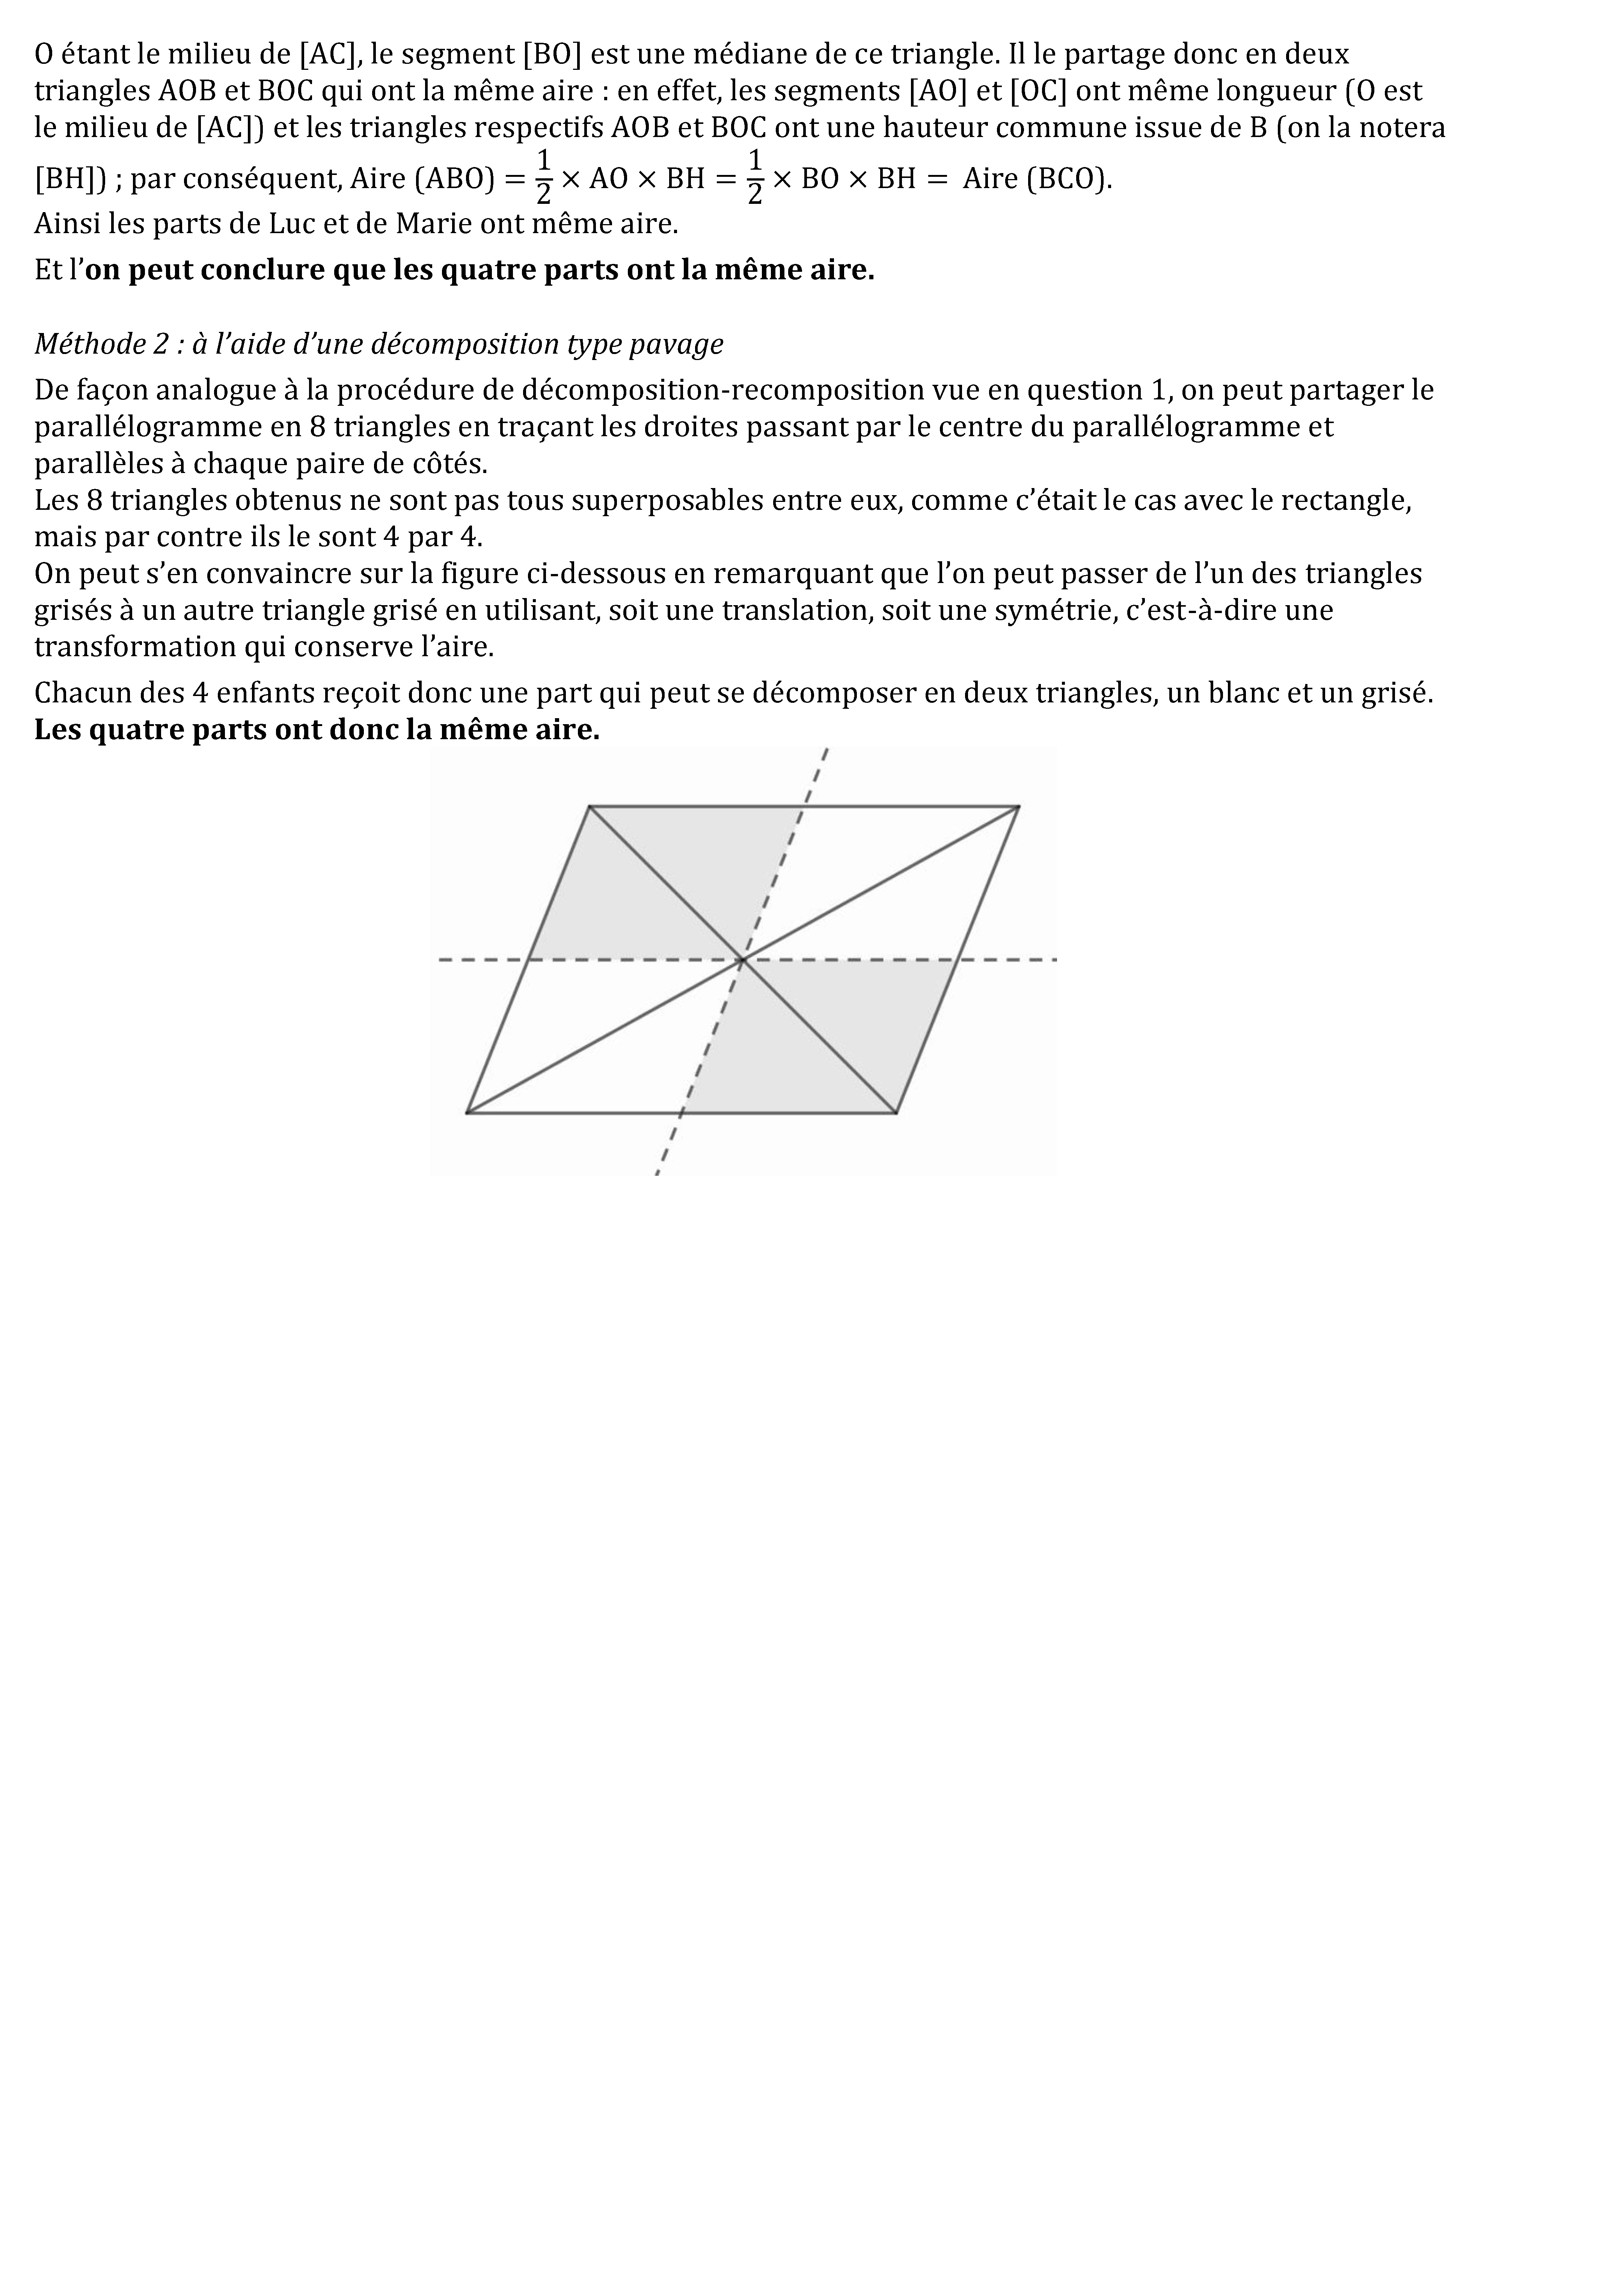 O étant le milieu de [AC], le segment [BO] est une médiane de ce triangle. Il le partage donc en deux
triangles AOB et BOC qui ont la même aire : en effet, les segments [AO] et [OC] ont même longueur (O est
le milieu de [AC]) et les triangles respectifs AOB et BOC ont une hauteur commune issue de B (on la notera
[BH]) ; par conséquent, Aire (ABO) = 1/2 × AO × BH = 1/2 × BO × BH = Aire (BCO).
Ainsi les parts de Luc et de Marie ont même aire.
Et l’on peut conclure que les quatre parts ont la même aire.
Méthode 2 : à l’aide d’une décomposition type pavage
De façon analogue à la procédure de décomposition-recomposition vue en question 1, on peut partager le
parallélogramme en 8 triangles en traçant les droites passant par le centre du parallélogramme et
parallèles à chaque paire de côtés.
Les 8 triangles obtenus ne sont pas tous superposables entre eux, comme c’était le cas avec le rectangle,
mais par contre ils le sont 4 par 4.
On peut s’en convaincre sur la figure ci-dessous en remarquant que l’on peut passer de l’un des triangles
grisés à un autre triangle grisé en utilisant, soit une translation, soit une symétrie, c’est-à-dire une
transformation qui conserve l’aire.
Chacun des 4 enfants reçoit donc une part qui peut se décomposer en deux triangles, un blanc et un grisé.
Les quatre parts ont donc la même aire.